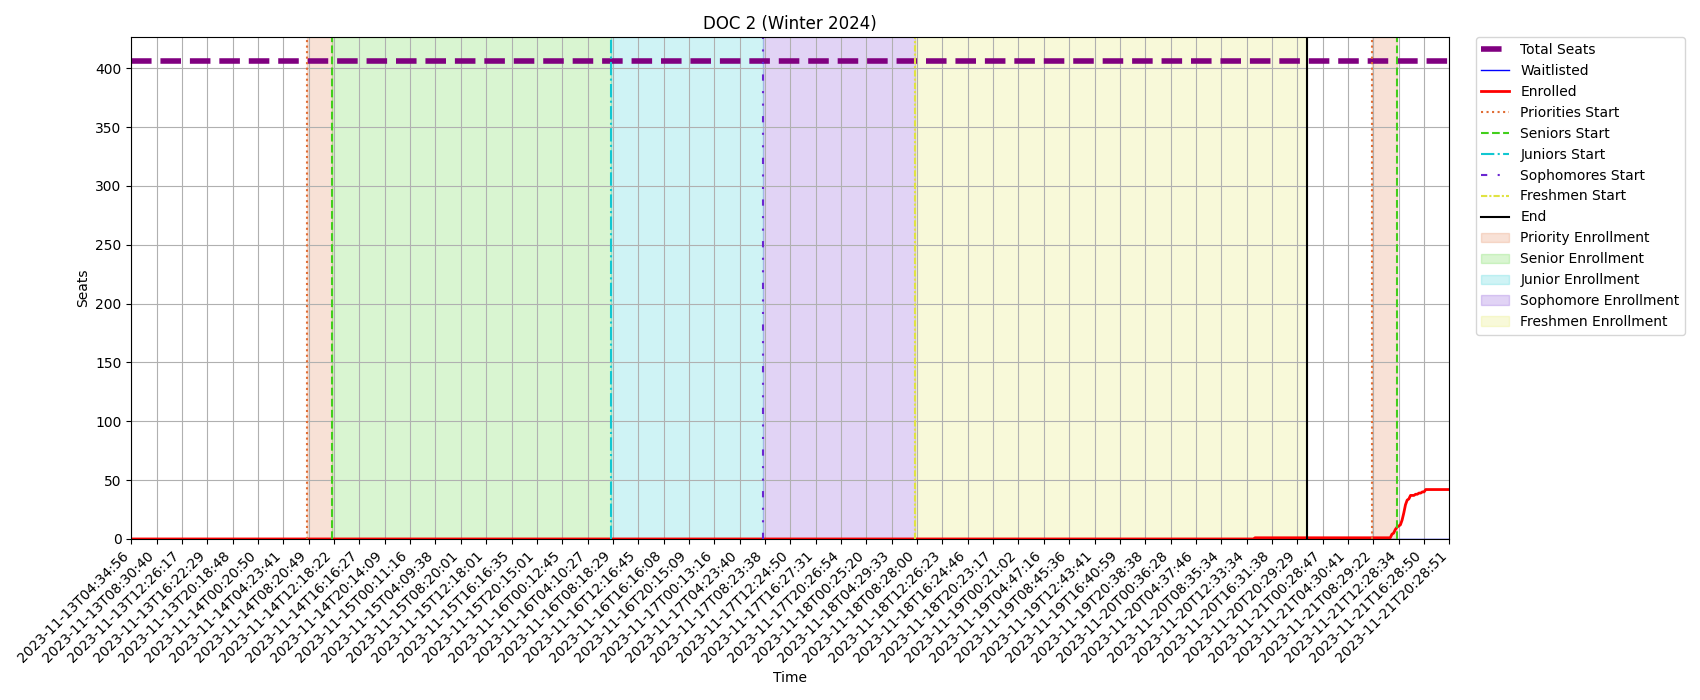 DOC 2 (Winter 2024)
Seats
400
350
300
250
200
150
100
50
0
2023-11-13T04:34:56
2023-11-13T08:30:40
2023-11-13T12:26:17
2023-11-13T16:22:29
2023-11-13T20:18:48
2023-11-14T00:20:50
2023-11-14T04:23:41
2023-11-14T08:20:49
2023-11-14T12:18:22
2023-11-14T16:16:27
2023-11-14T20:14:09
2023-11-15T00:11:16
2023-11-15T04:09:38
2023-11-15T08:20:01
2023-11-15T12:18:01
2023-11-15T16:16:35
2023-11-15T20:15:01
2023-11-16T00:12:45
2023-11-16T04:10:27
2023-11-16T08:18:29
2023-11-16T12:16:45
2023-11-16T16:16:08
2023-11-16T20:15:09
2023-11-17T00:13:16
2023-11-17T04:23:40
2023-11-17T08:23:38
2023-11-17T12:24:50
2023-11-17T16:27:31
2023-11-17T20:26:54
2023-11-18T00:25:20
2023-11-18T04:29:33
2023-11-18T08:28:00
2023-11-18T12:26:23
2023-11-18T16:24:46
2023-11-18T20:23:17
2023-11-19T00:21:02
2023-11-19T04:47:16
2023-11-19T08:45:36
2023-11-19T12:43:41
2023-11-19T16:40:59
2023-11-19T20:38:38
2023-11-20T00:36:28
2023-11-20T04:37:46
2023-11-20T08:35:34
2023-11-20T12:33:34
2023-11-20T16:31:38
2023-11-20T20:29:29
2023-11-21T00:28:47
2023-11-21T04:30:41
2023-11-21T08:29:22
2023-11-21T12:28:34
2023-11-21T16:28:50
2023-11-21T20:28:51
Time
Total Seats
Waitlisted
Enrolled
Priorities Start
Seniors Start
Juniors Start
Sophomores Start
Freshmen Start
End
Priority Enrollment
Senior Enrollment
Junior Enrollment
Sophomore Enrollment
Freshmen Enrollment